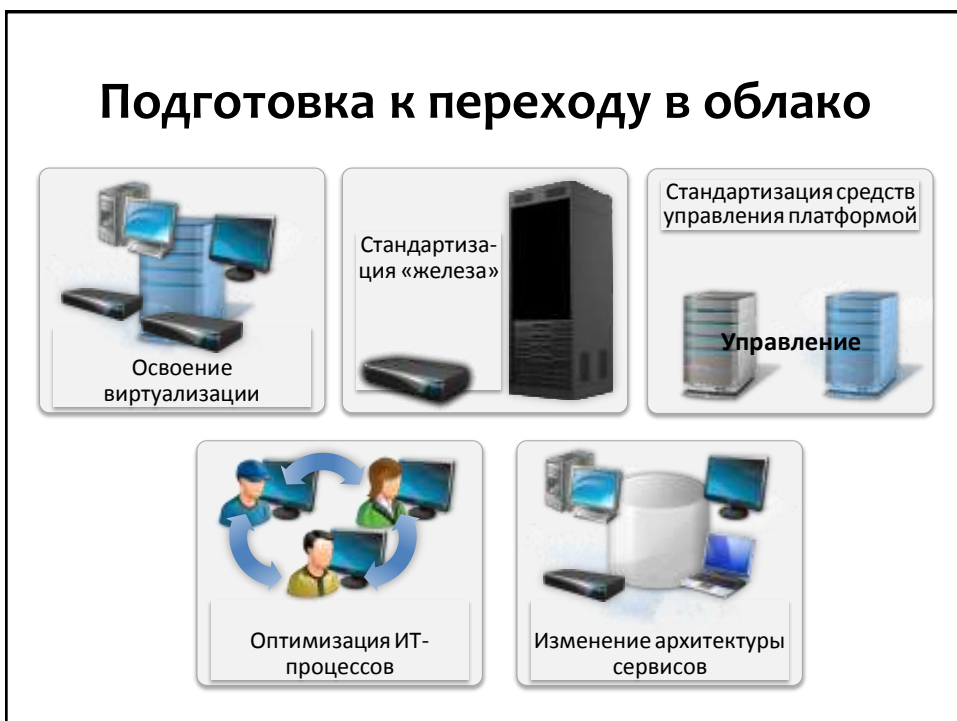 Подготовка к переходу в облако
Освоение
виртуализации
Стандартиза-
ция «железа»
Стандартизация средств
управления платформой
Управление
Оптимизация ИТ-
процессов
Изменение архитектуры
сервисов